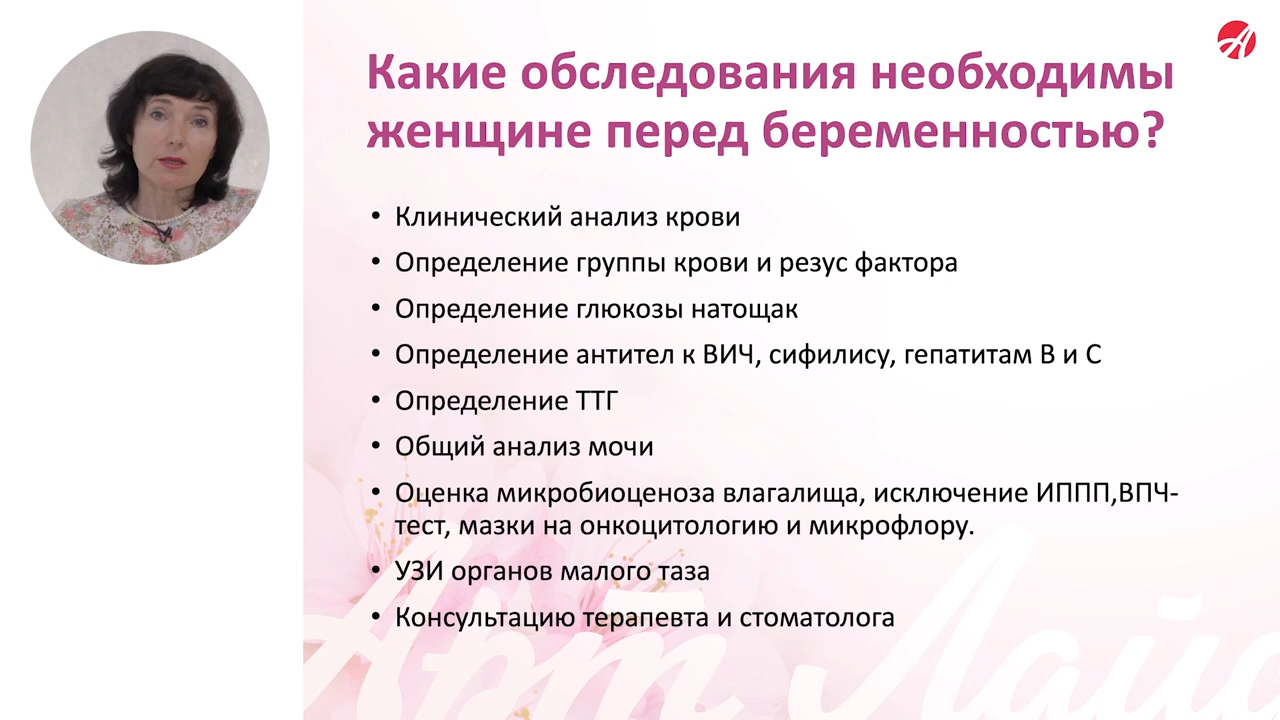 Какие обследования необходимы
женщине перед беременностью?
• Клинический анализ крови
• Определение группы крови и резус фактора
• Определение глюкозы натощак
• Определение антител к ВИЧ, сифилису, гепатитам В и С
• Определение ТТГ
• Общий анализ мочи
• Оценка микробиоценоза влагалища, исключение ИППП,ВПЧ-
тест, мазки на онкоцитологию и микрофлору.
• УЗИ органов малого таза
• Консультацию терапевта и стоматолога
Арт Лайф